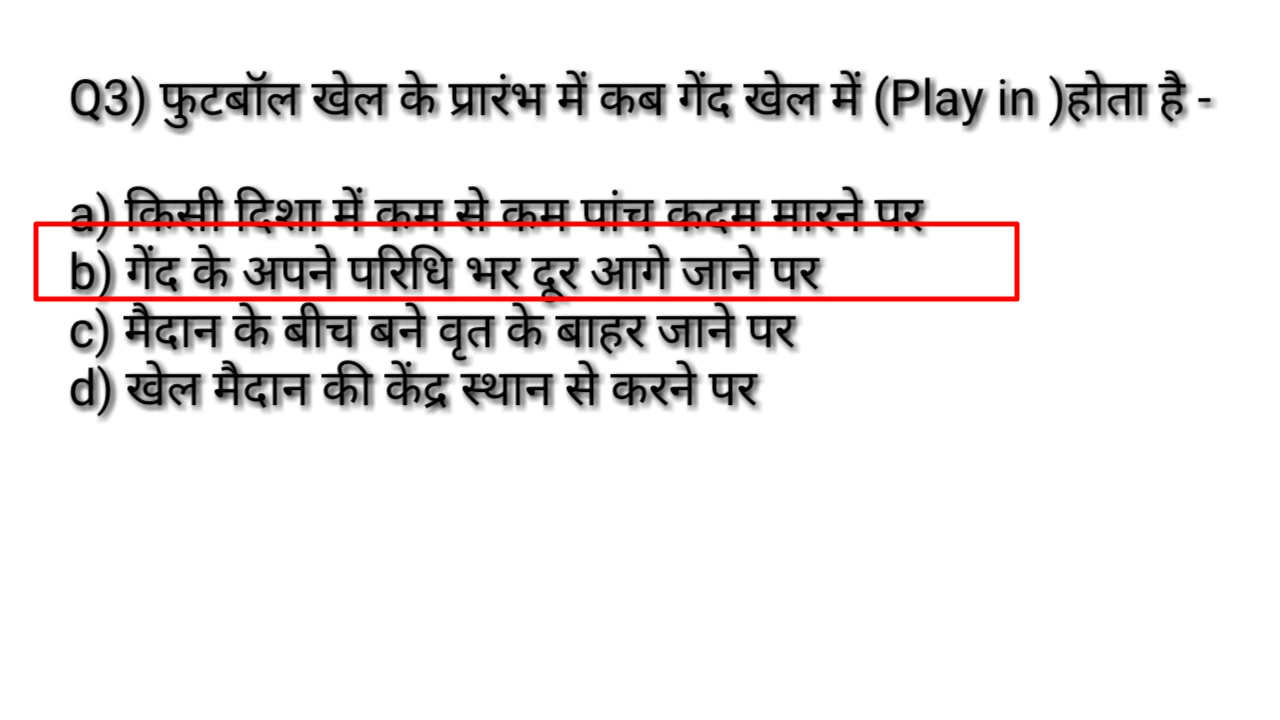 Q3) फुटबॉल खेल के प्रारंभ में कब गेंद खेल में (Play in )होता है -
a) किसी दिशा में कम से कम पांच कदम मारने पर
b) गेंद के अपने परिधि भर दूर आगे जाने पर
c) मैदान के बीच बने वृत के बाहर जाने पर
d) खेल मैदान की केंद्र स्थान से करने पर